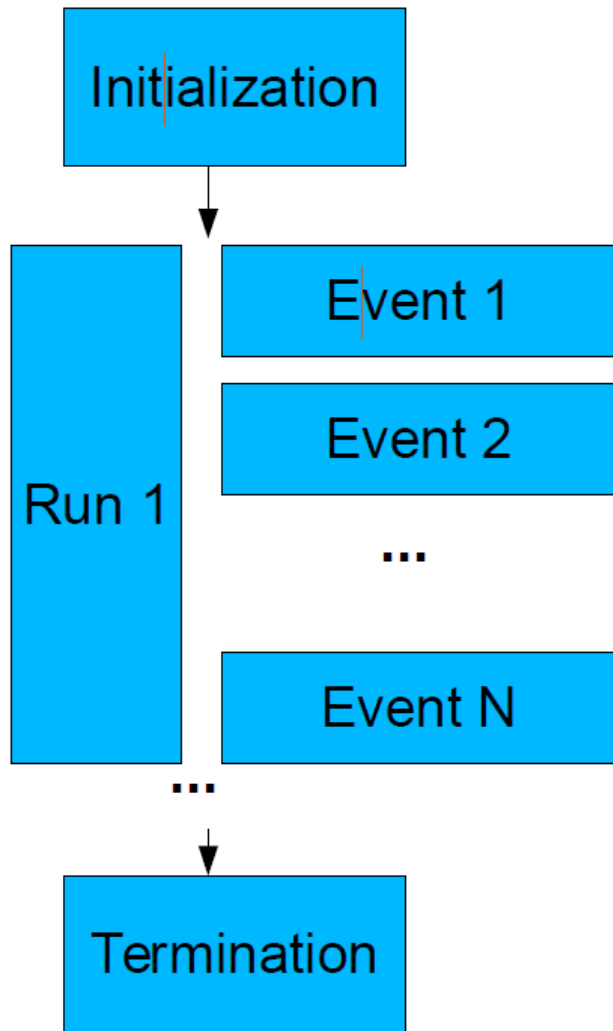 Initialization
Event 1
Event 2
Run 1
...
Event N
...
Termination